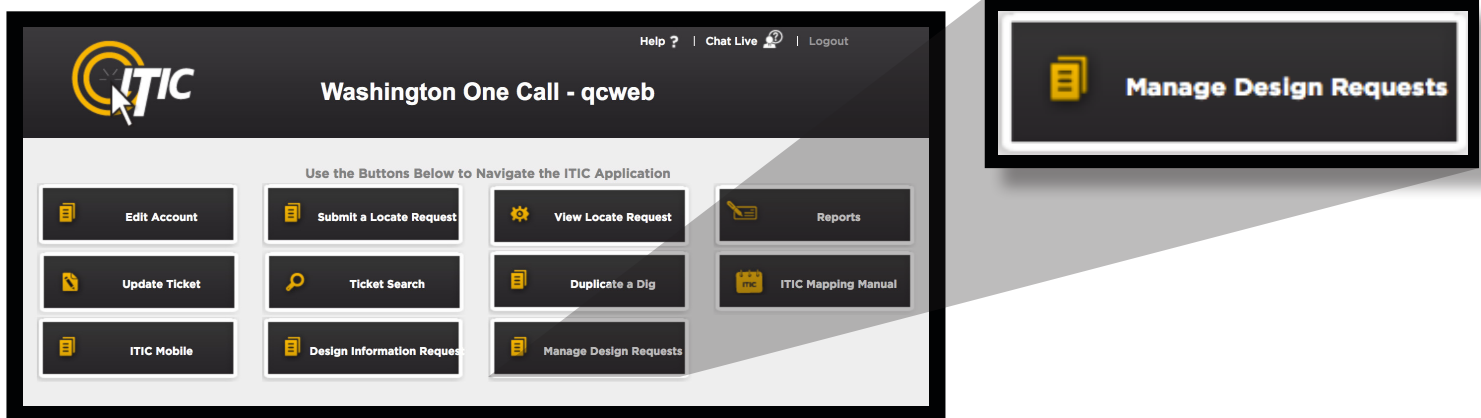 Help ? | Chat Live | Logout
ITIC
Washington One Call - qcweb
Use the Buttons Below to Navigate the ITIC Application
Edit Account
Submit a Locate Request
View Locate Request
Reports
Update Ticket
Ticket Search
Duplicate a Dig
ITIC
ITIC Mapping Manual
ITIC Mobile
Design Information Reques
Manage Design Requests
Manage Design Requests